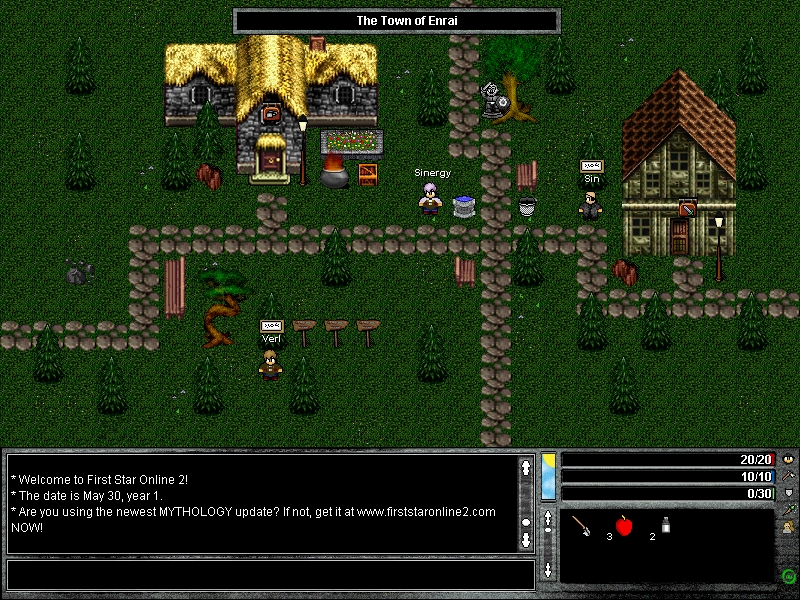 The Town of Enrai
Sinergy
Sin
Verl
* Welcome to First Star Online 2!
* The date is May 30, year 1.
* Are you using the newest MYTHOLOGY update? If not, get it at www.firststaronline2.com
NOW!
20/20
10/10
0/30
3
2